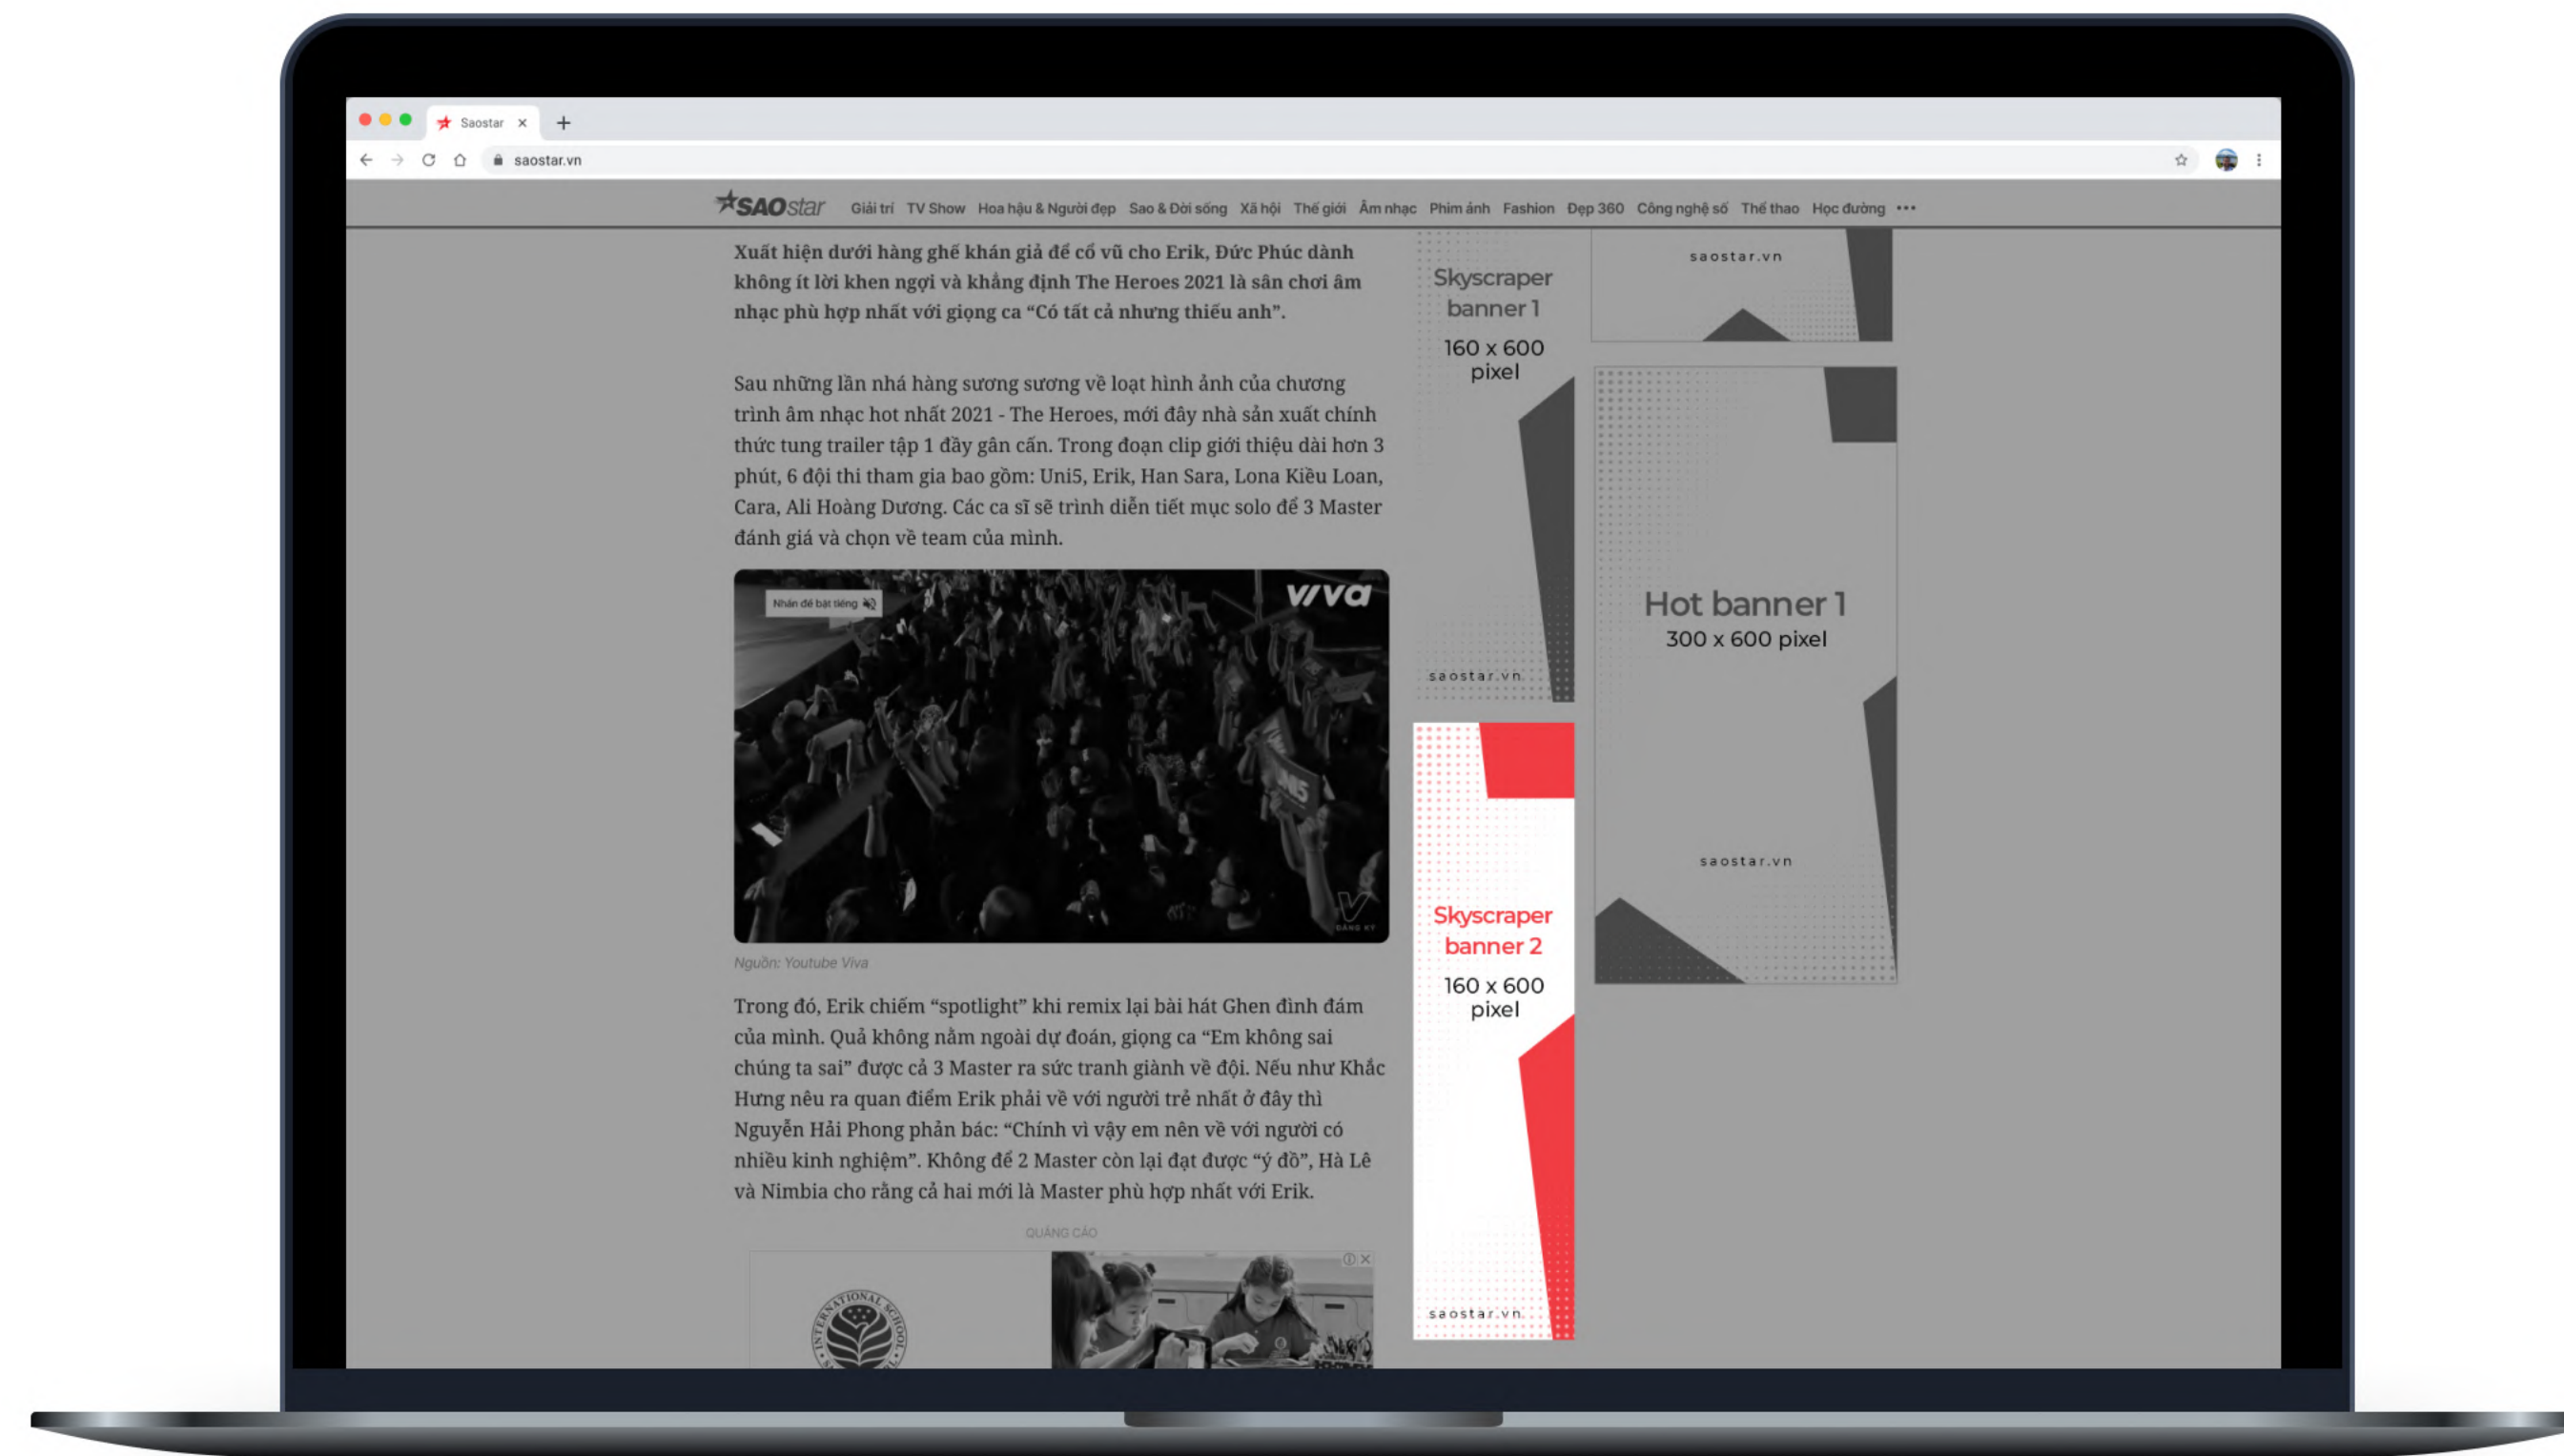 Saostar
saostar.vn
SAOstar
Giải trí TV Show Hoa hậu & Người đẹp Sao & Đời sống Xã hội Thế giới Âm nhạc Phim ảnh Fashion Đẹp 360 Công nghệ số Thể thao Học đường
Xuất hiện dưới hàng ghế khán giả để cổ vũ cho Erik, Đức Phúc dành
không ít lời khen ngợi và khẳng định The Heroes 2021 là sân chơi âm
nhạc phù hợp nhất với giọng ca “Có tất cả nhưng thiếu anh”.
Sau những lần nhá hàng sương sương về loạt hình ảnh của chương
trình âm nhạc hot nhất 2021 - The Heroes, mới đây nhà sản xuất chính
thức tung trailer tập 1 đầy gân cấn. Trong đoạn clip giới thiệu dài hơn 3
phút, 6 đội thi tham gia bao gồm: Uni5, Erik, Han Sara, Lona Kiều Loan,
Cara, Ali Hoàng Dương. Các ca sĩ sẽ trình diễn tiết mục solo để 3 Master
đánh giá và chọn về team của mình.
Nhấn để bật tiếng
VIVA
UNI5
ĐĂNG KÝ
Nguồn: Youtube Viva
Trong đó, Erik chiếm “spotlight” khi remix lại bài hát Ghen đình đám
của mình. Quả không nằm ngoài dự đoán, giọng ca “Em không sai
chúng ta sai” được cả 3 Master ra sức tranh giành về đội. Nếu như Khắc
Hưng nêu ra quan điểm Erik phải về với người trẻ nhất ở đây thì
Nguyễn Hải Phong phản bác: “Chính vì vậy em nên về với người có
nhiều kinh nghiệm”. Không để 2 Master còn lại đạt được “ý đồ”, Hà Lê
và Nimbia cho rằng cả hai mới là Master phù hợp nhất với Erik.
QUẢNG CÁO
INTERNATIONAL SCHOOL
Skyscraper
banner 1
160 x 600
pixel
saostar.vn
Skyscraper
banner 2
160 x 600
pixel
saostar.vn
saostar.vn
Hot banner 1
300 x 600 pixel
saostar.vn